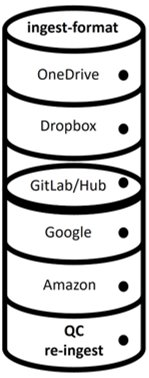 ingest-format
OneDrive
Dropbox
GitLab/Hub
Google
Amazon
QC
re-ingest